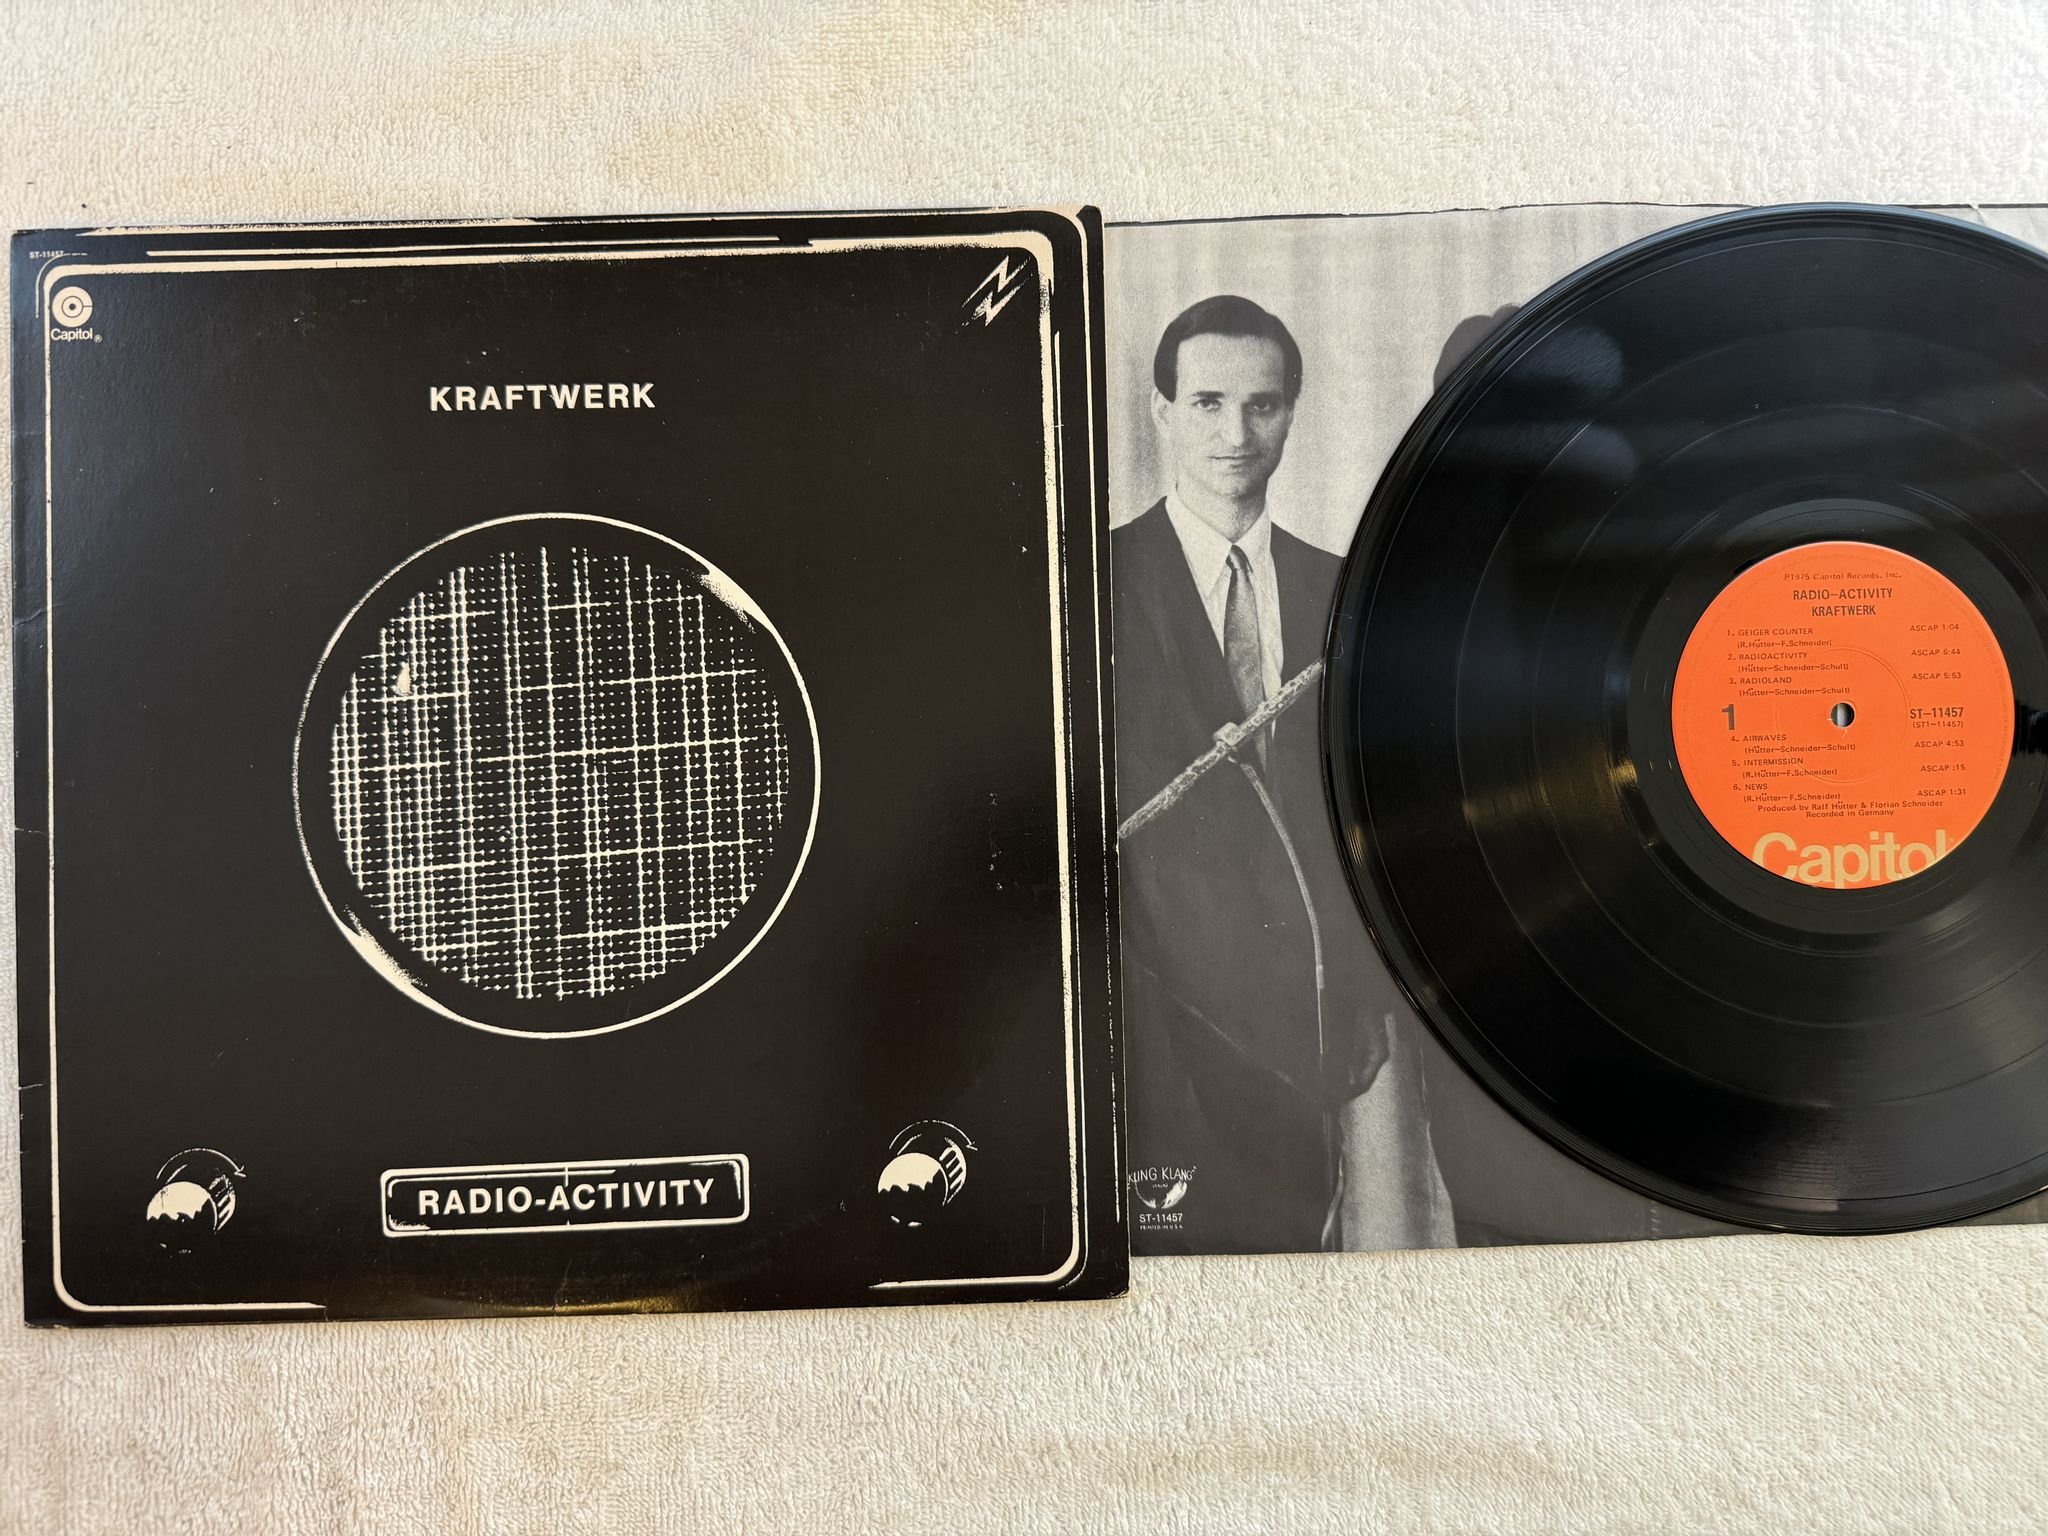 ST-11457
Capitol®
KRAFTWERK
RADIO-ACTIVITY
KLING KLANG
VERLAG
ST-11457
PRINTED IN U.S.A.
℗1975 Capitol Records, Inc.
RADIO—ACTIVITY
KRAFTWERK
1. GEIGER COUNTER ASCAP 1:04
(R.Hütter—F.Schneider)
2. RADIOACTIVITY ASCAP 6:44
(Hütter—Schneider—Schult)
3. RADIOLAND ASCAP 5:53
(Hütter—Schneider—Schult)
1 ST—11457
(ST1—11457)
4. AIRWAVES ASCAP 4:53
(Hütter—Schneider—Schult)
5. INTERMISSION ASCAP :15
(R.Hütter—F.Schneider)
6. NEWS ASCAP 1:31
(R.Hütter—F.Schneider)
Produced by Ralf Hütter & Florian Schneider
Recorded in Germany
Capitol